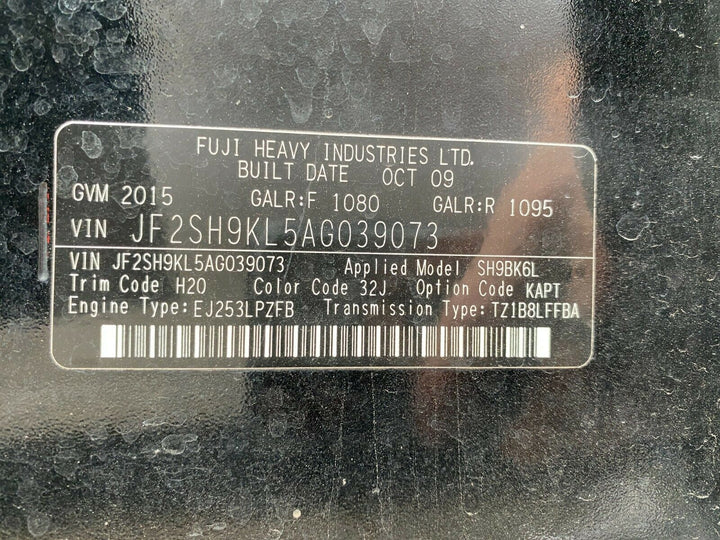 FUJI HEAVY INDUSTRIES LTD.
BUILT DATE OCT 09
GVM 2015 GALR:F 1080 GALR:R 1095
VIN JF2SH9KL5AG039073
VIN JF2SH9KL5AG039073 Applied Model SH9BK6L
Trim Code H20 Color Code 32J Option Code KAPT
Engine Type: EJ253LPZFB Transmission Type: TZ1B8LFFBA